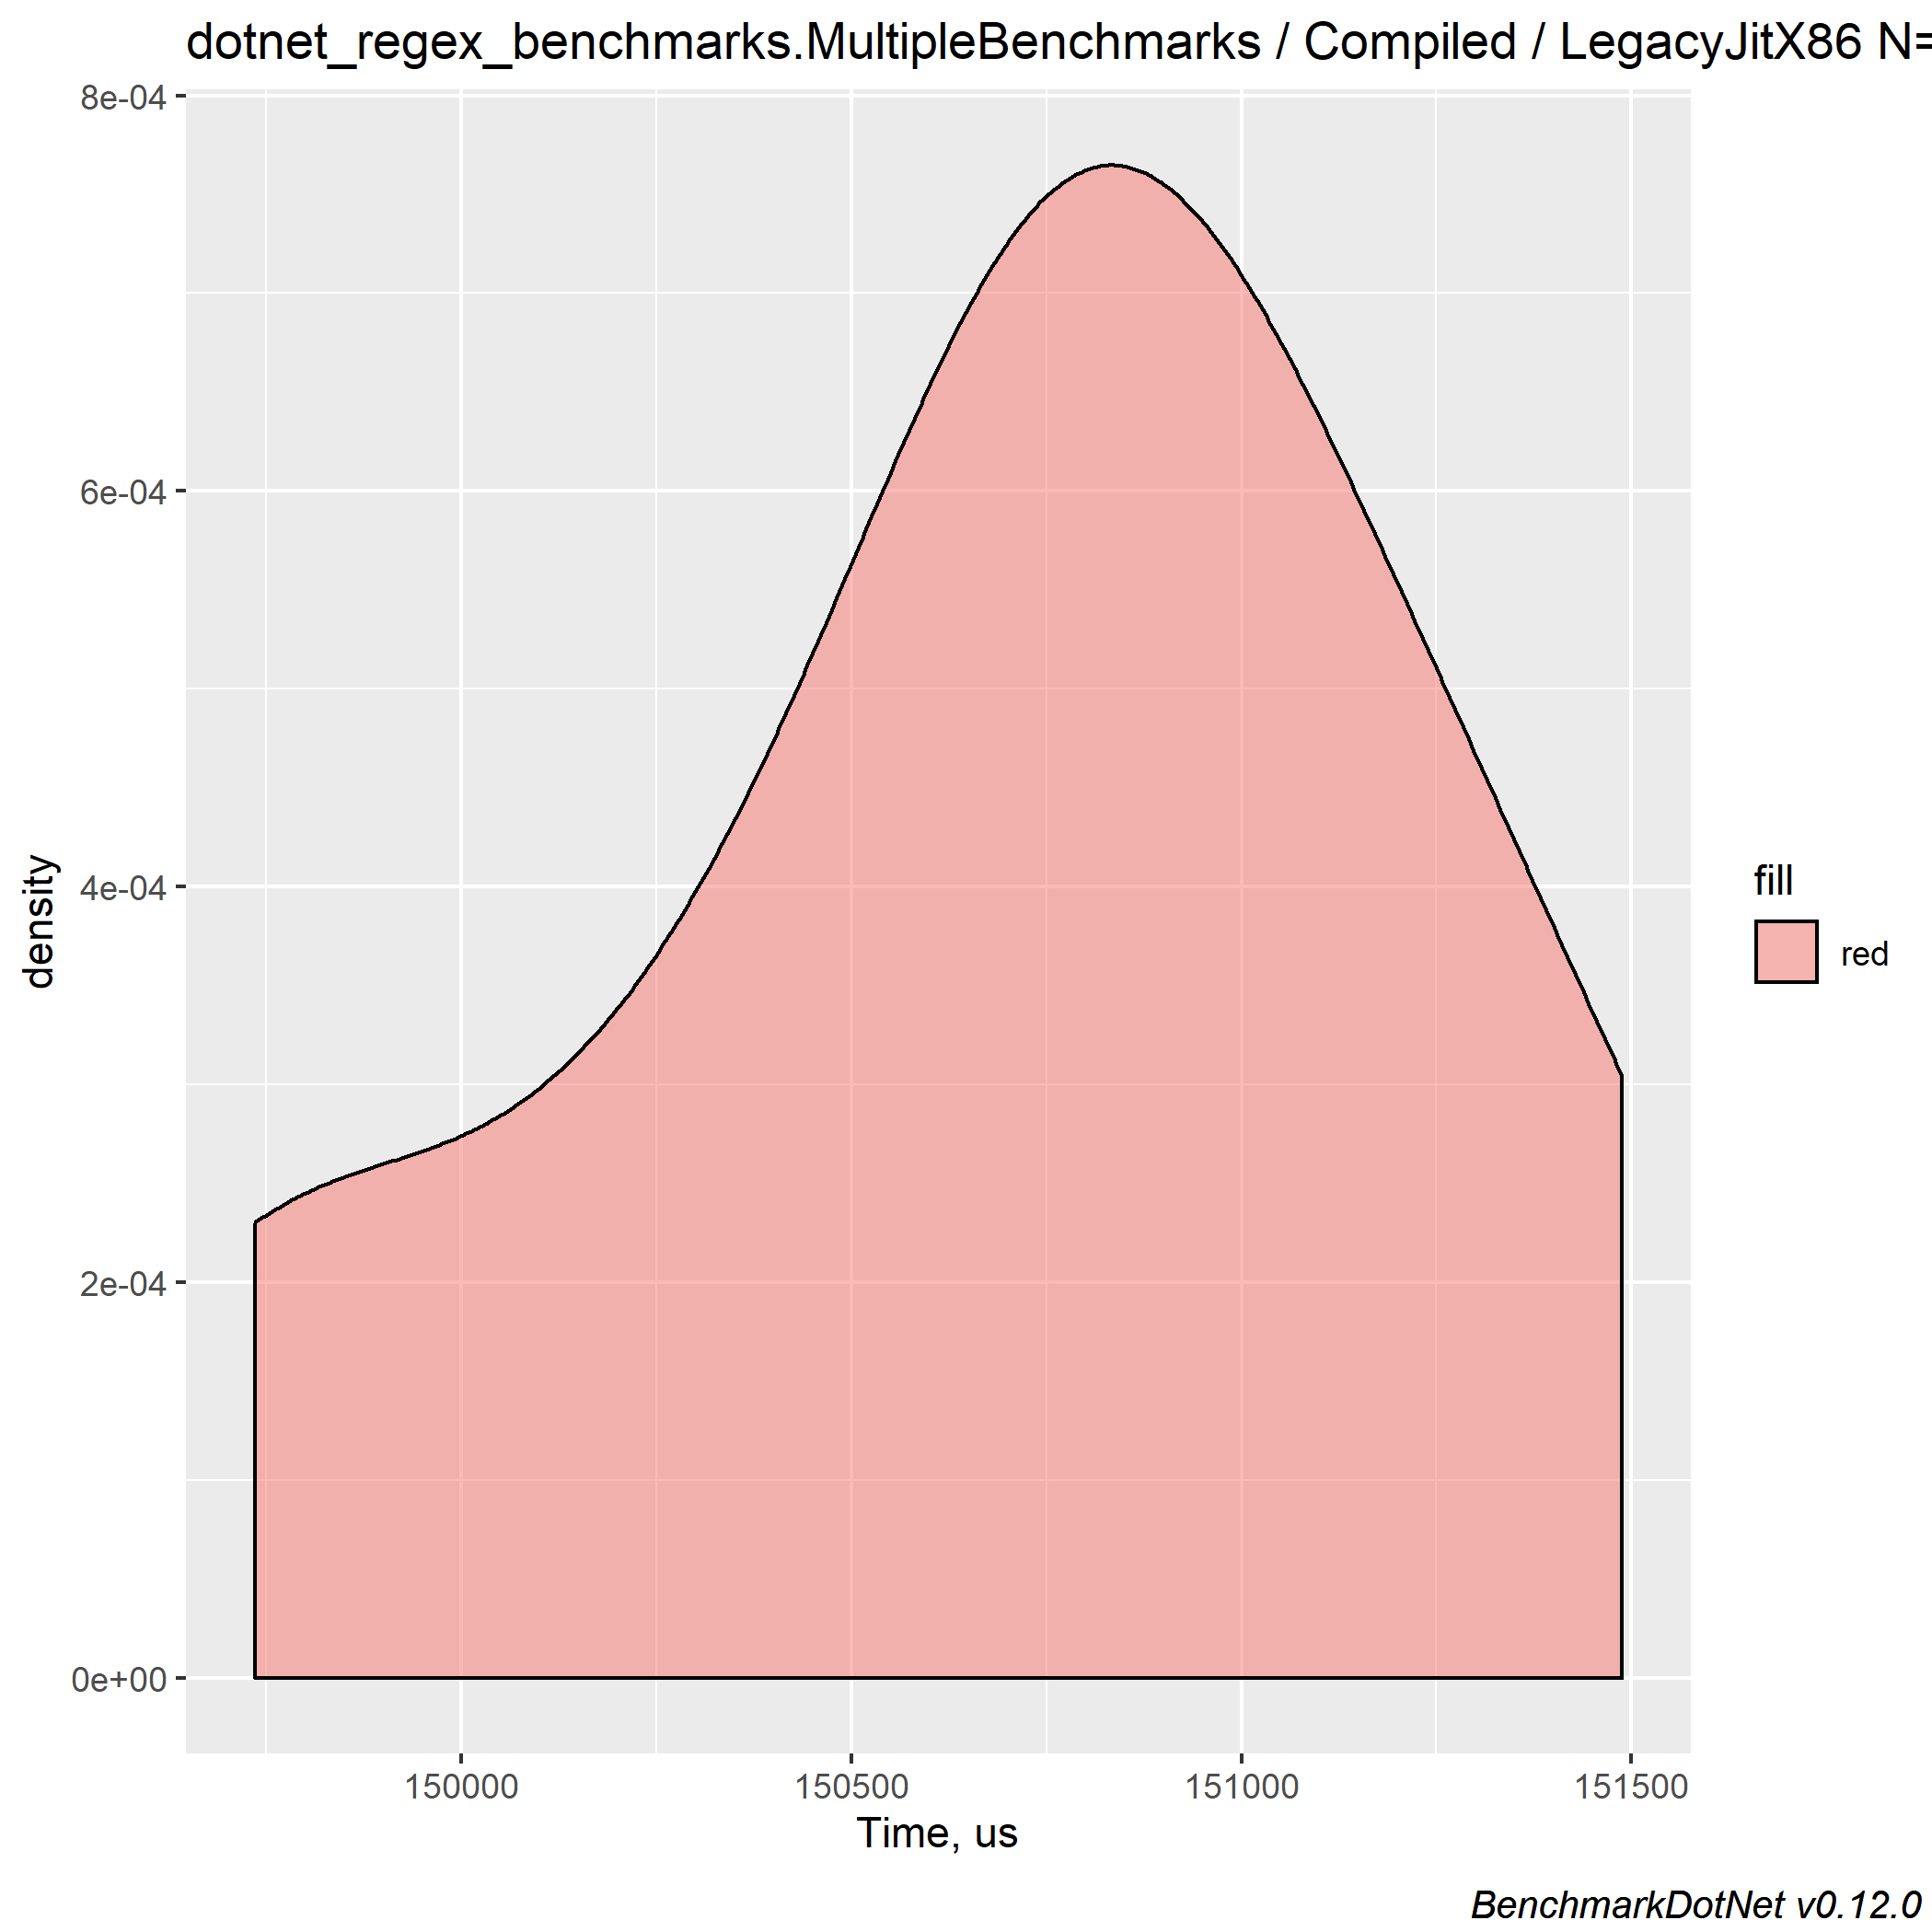 dotnet_regex_benchmarks.MultipleBenchmarks / Compiled / LegacyJitX86 N=
8e-04
6e-04
4e-04
2e-04
0e+00
density
150000 150500 151000 151500
Time, us
fill
red
BenchmarkDotNet v0.12.0